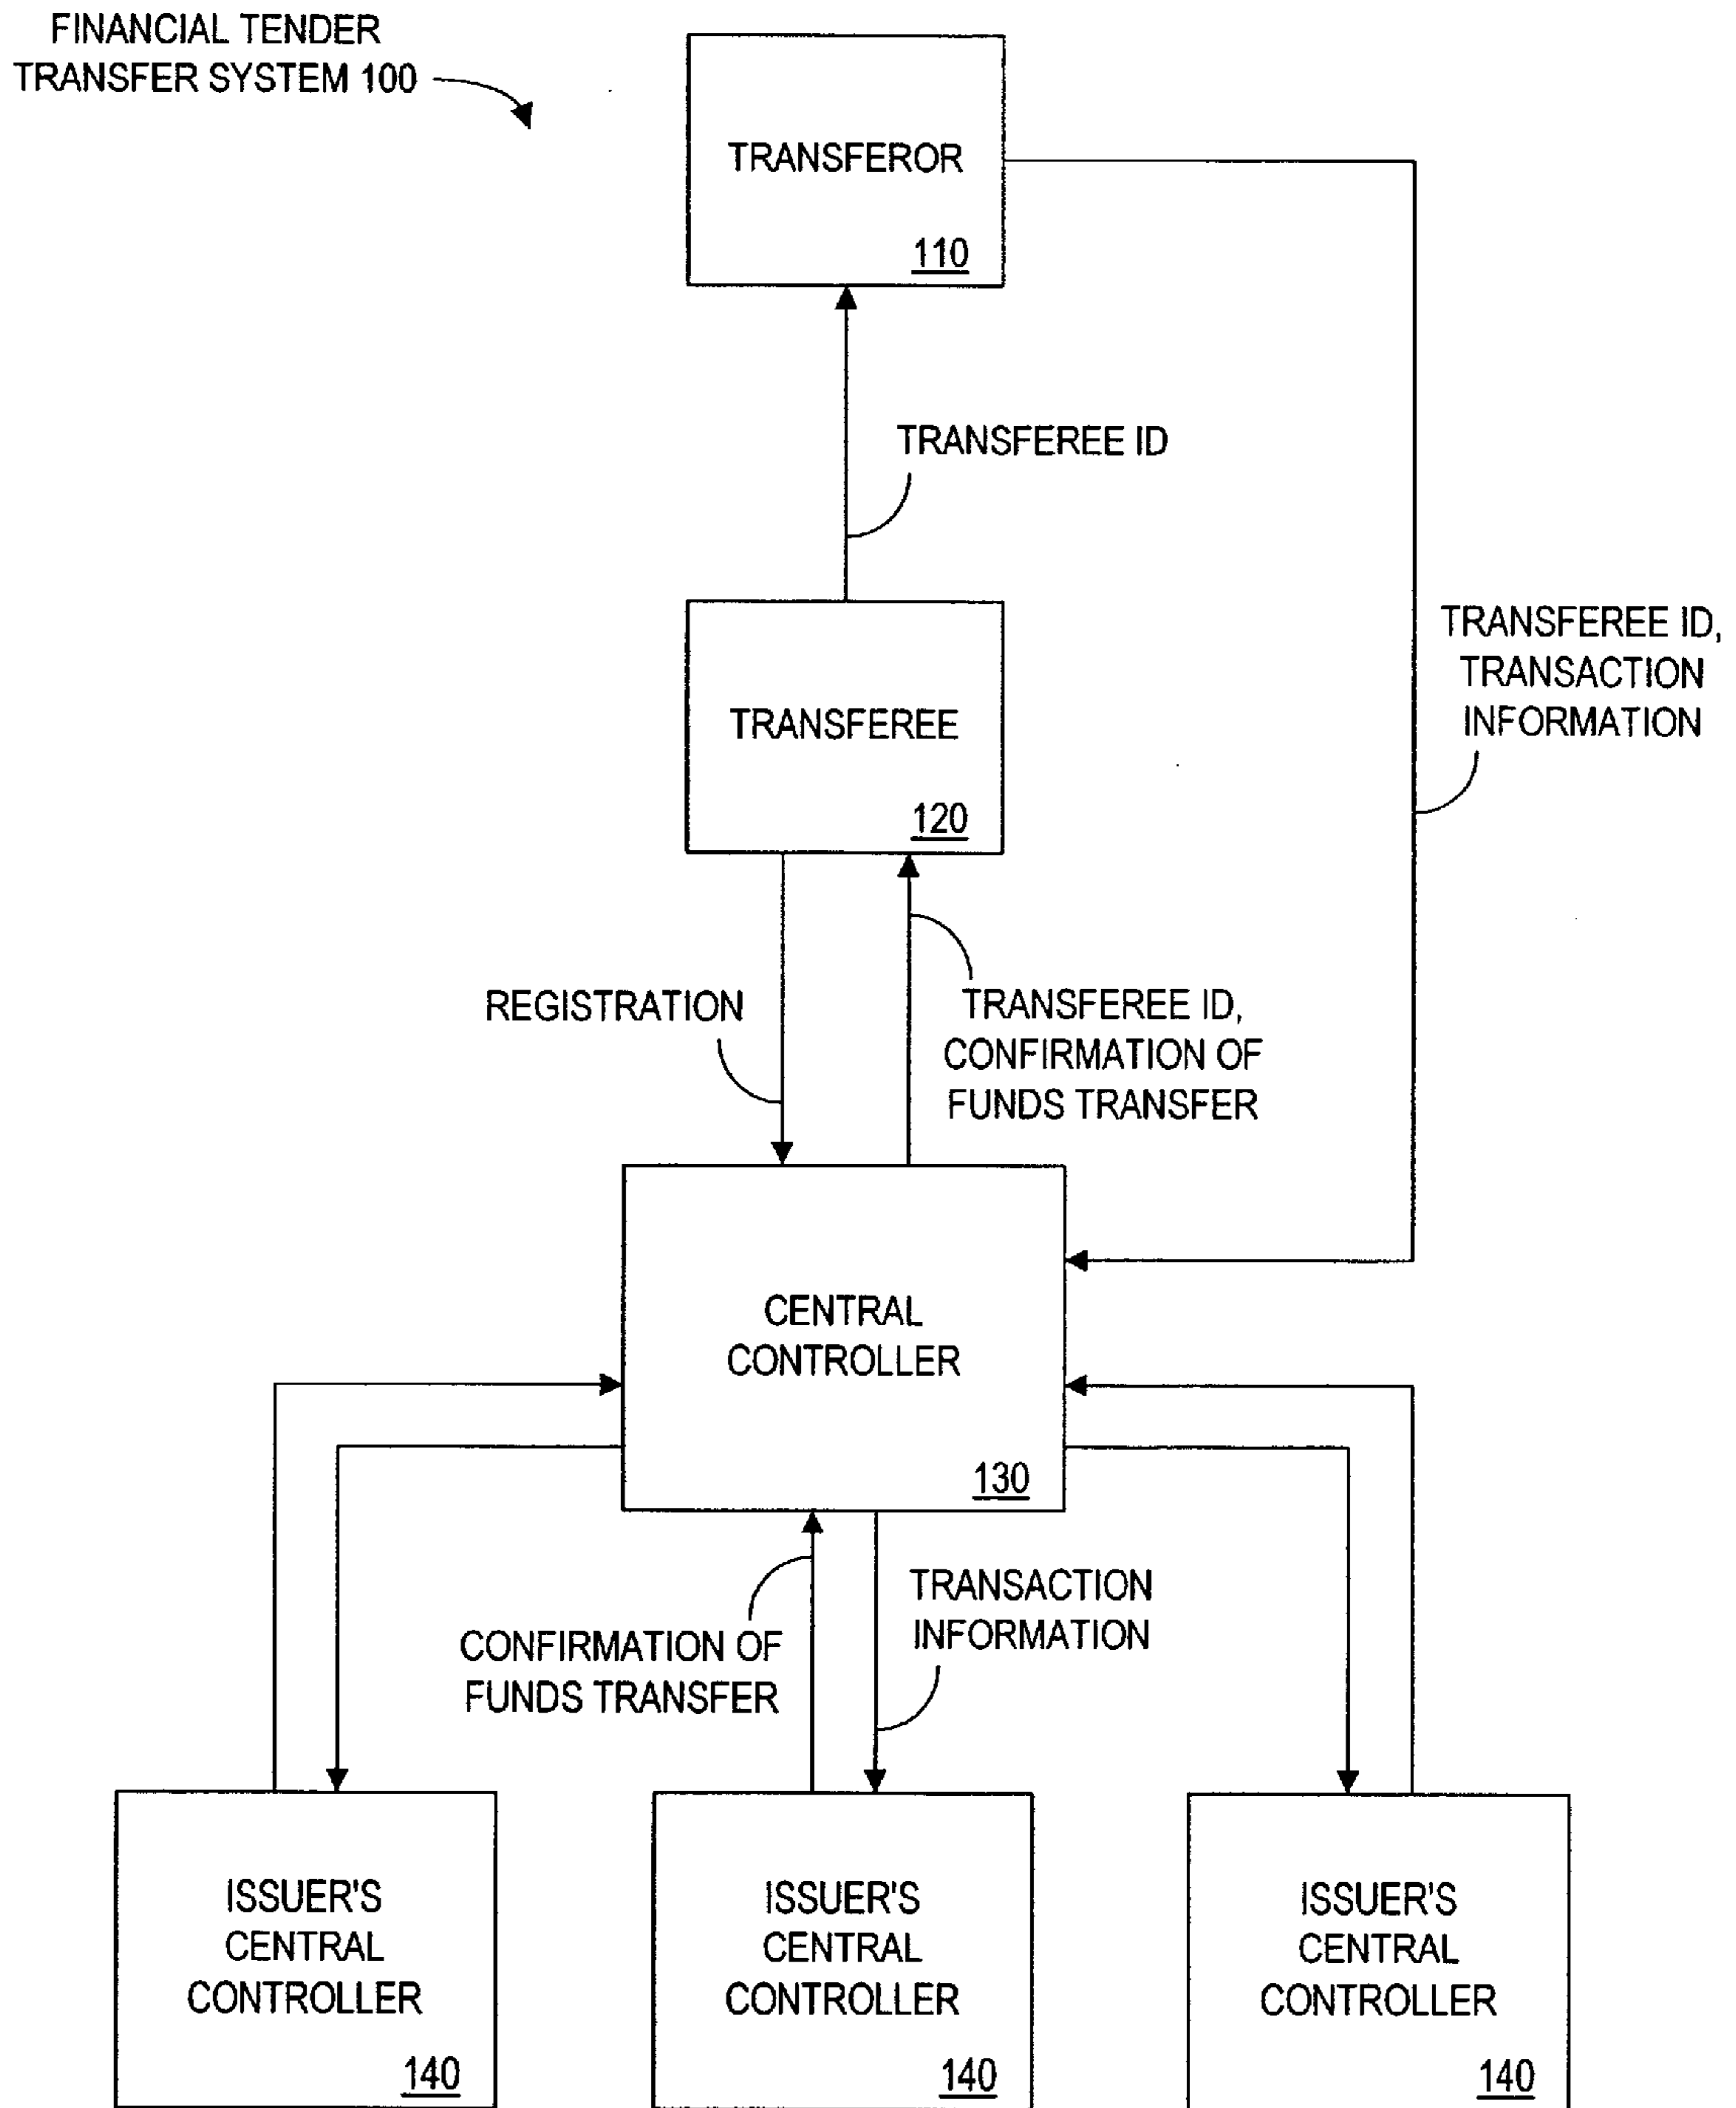 FINANCIAL TENDER
TRANSFER SYSTEM 100
TRANSFEROR
110
TRANSFEREE ID
TRANSFEREE ID,
TRANSACTION
INFORMATION
TRANSFEREE
120
REGISTRATION
TRANSFEREE ID,
CONFIRMATION OF
FUNDS TRANSFER
CENTRAL
CONTROLLER
130
CONFIRMATION OF
FUNDS TRANSFER
TRANSACTION
INFORMATION
ISSUER'S
CENTRAL
CONTROLLER
140
ISSUER'S
CENTRAL
CONTROLLER
140
ISSUER'S
CENTRAL
CONTROLLER
140